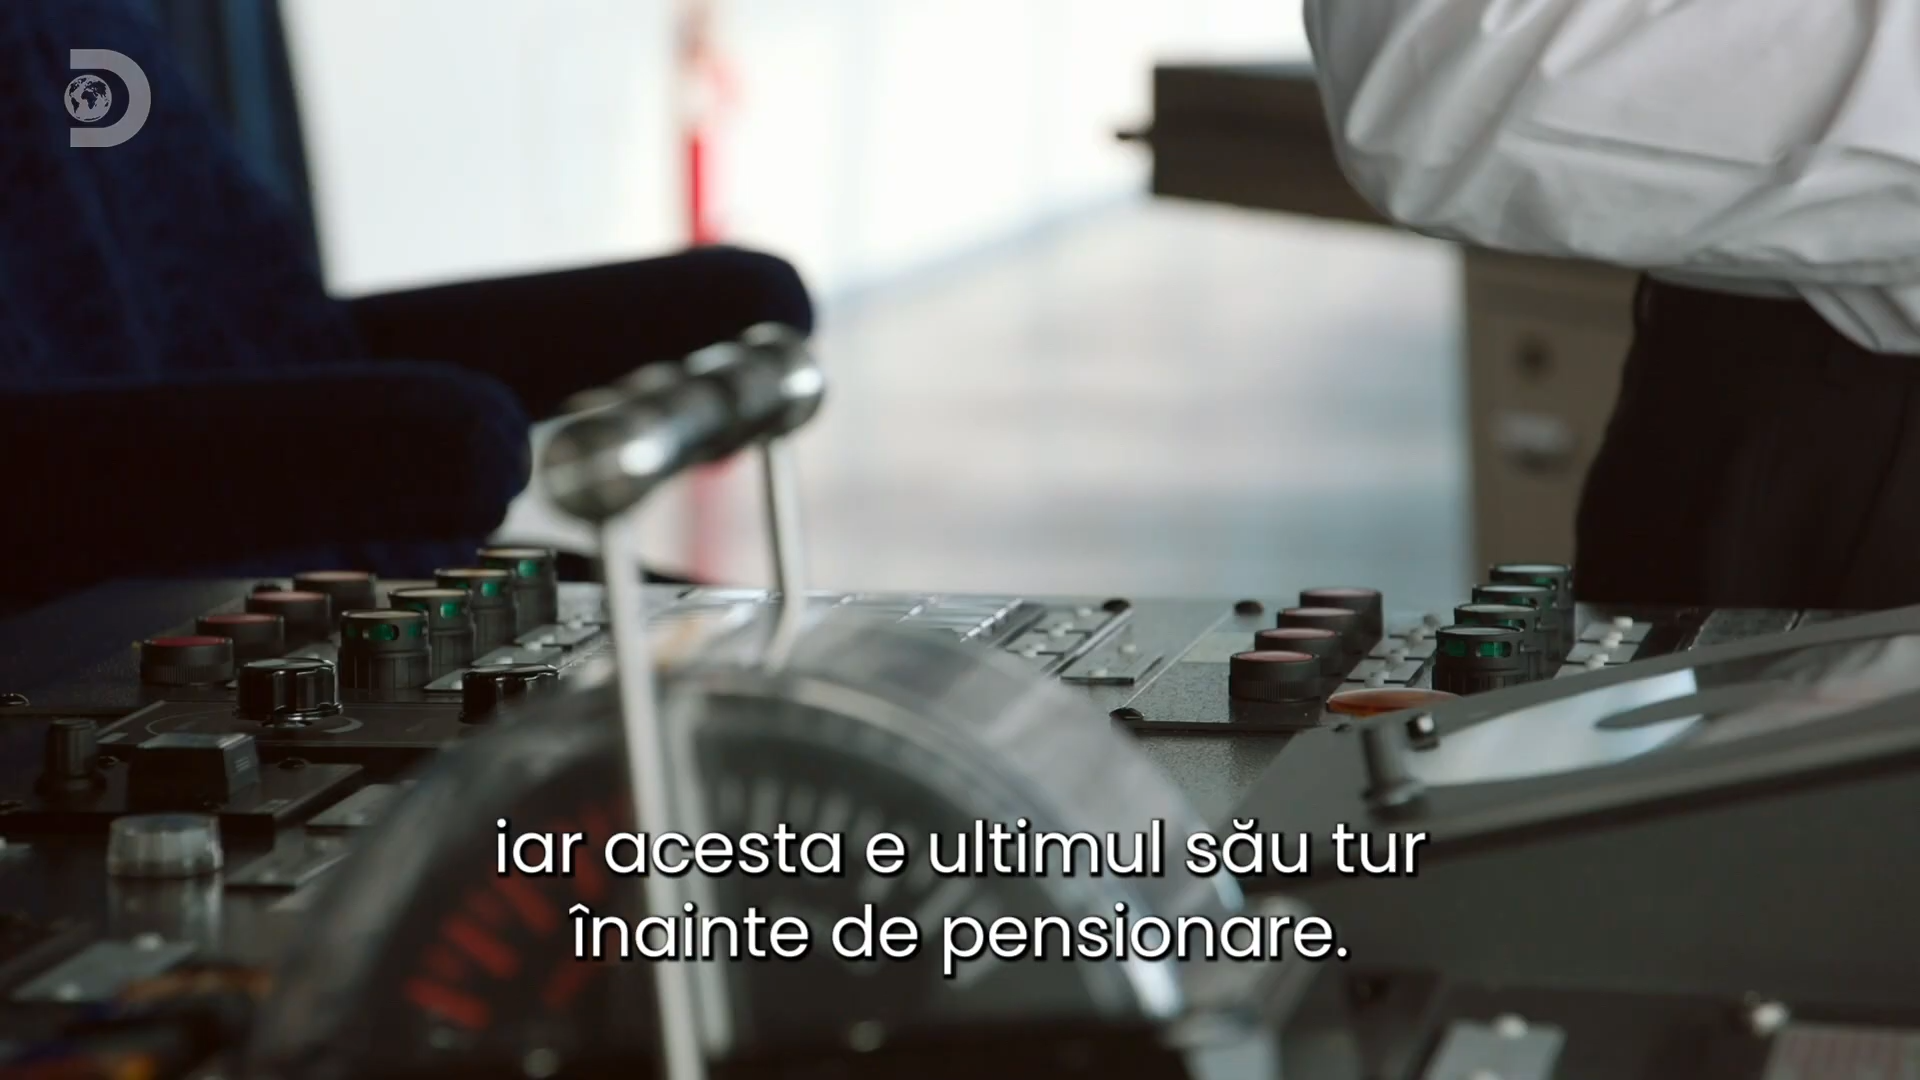 iar acesta e ultimul său tur
înainte de pensionare.